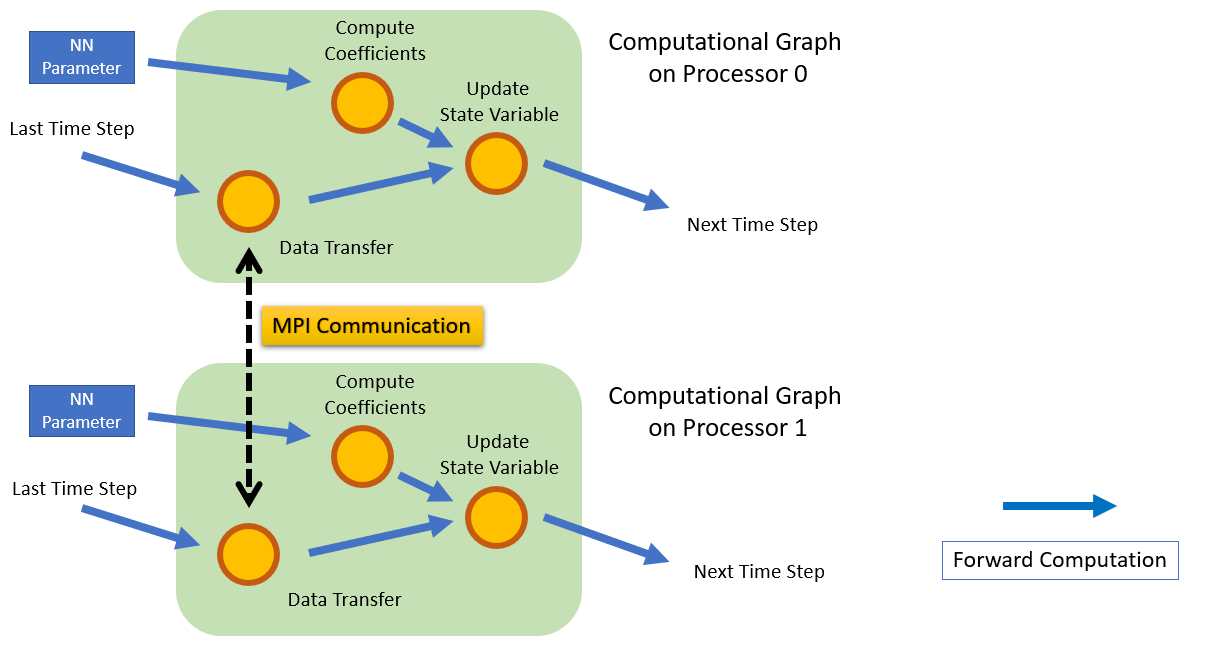 NN
Parameter
Compute
Coefficients
Computational Graph
on Processor 0
Update
State Variable
Last Time Step
Next Time Step
Data Transfer
MPI Communication
NN
Parameter
Compute
Coefficients
Computational Graph
on Processor 1
Update
State Variable
Last Time Step
Forward Computation
Next Time Step
Data Transfer